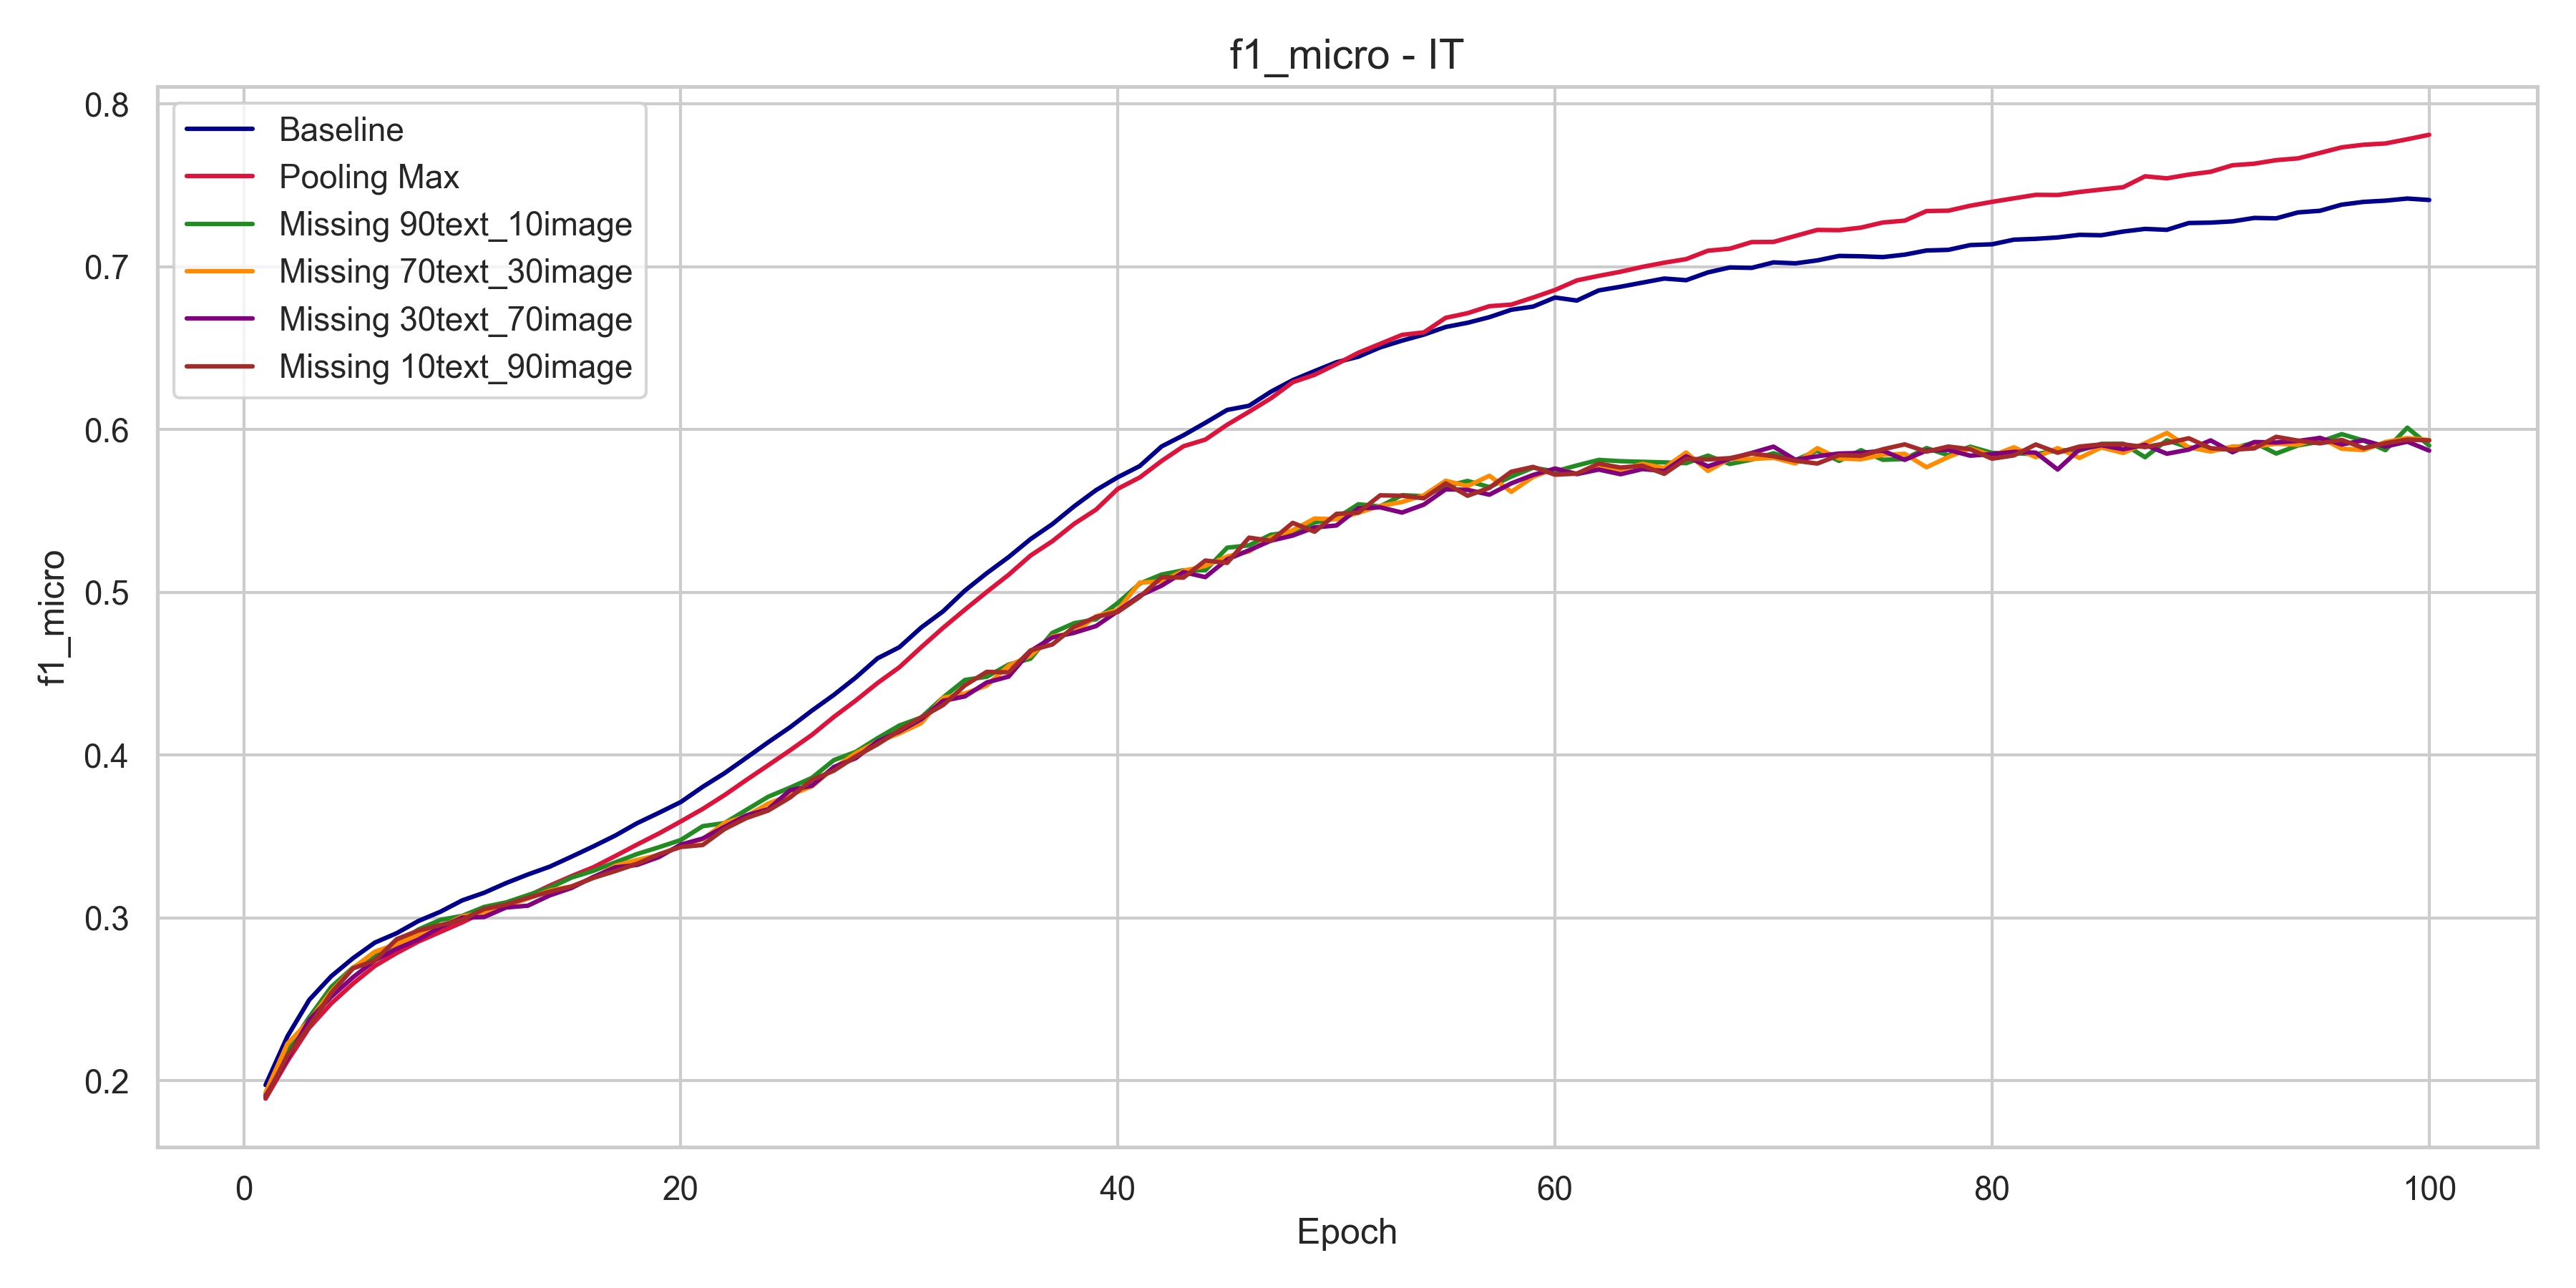 f1_micro - IT
0.8
0.7
0.6
0.5
0.4
0.3
0.2
f1_micro
Baseline
Pooling Max
Missing 90text_10image
Missing 70text_30image
Missing 30text_70image
Missing 10text_90image
0 20 40 60 80 100
Epoch